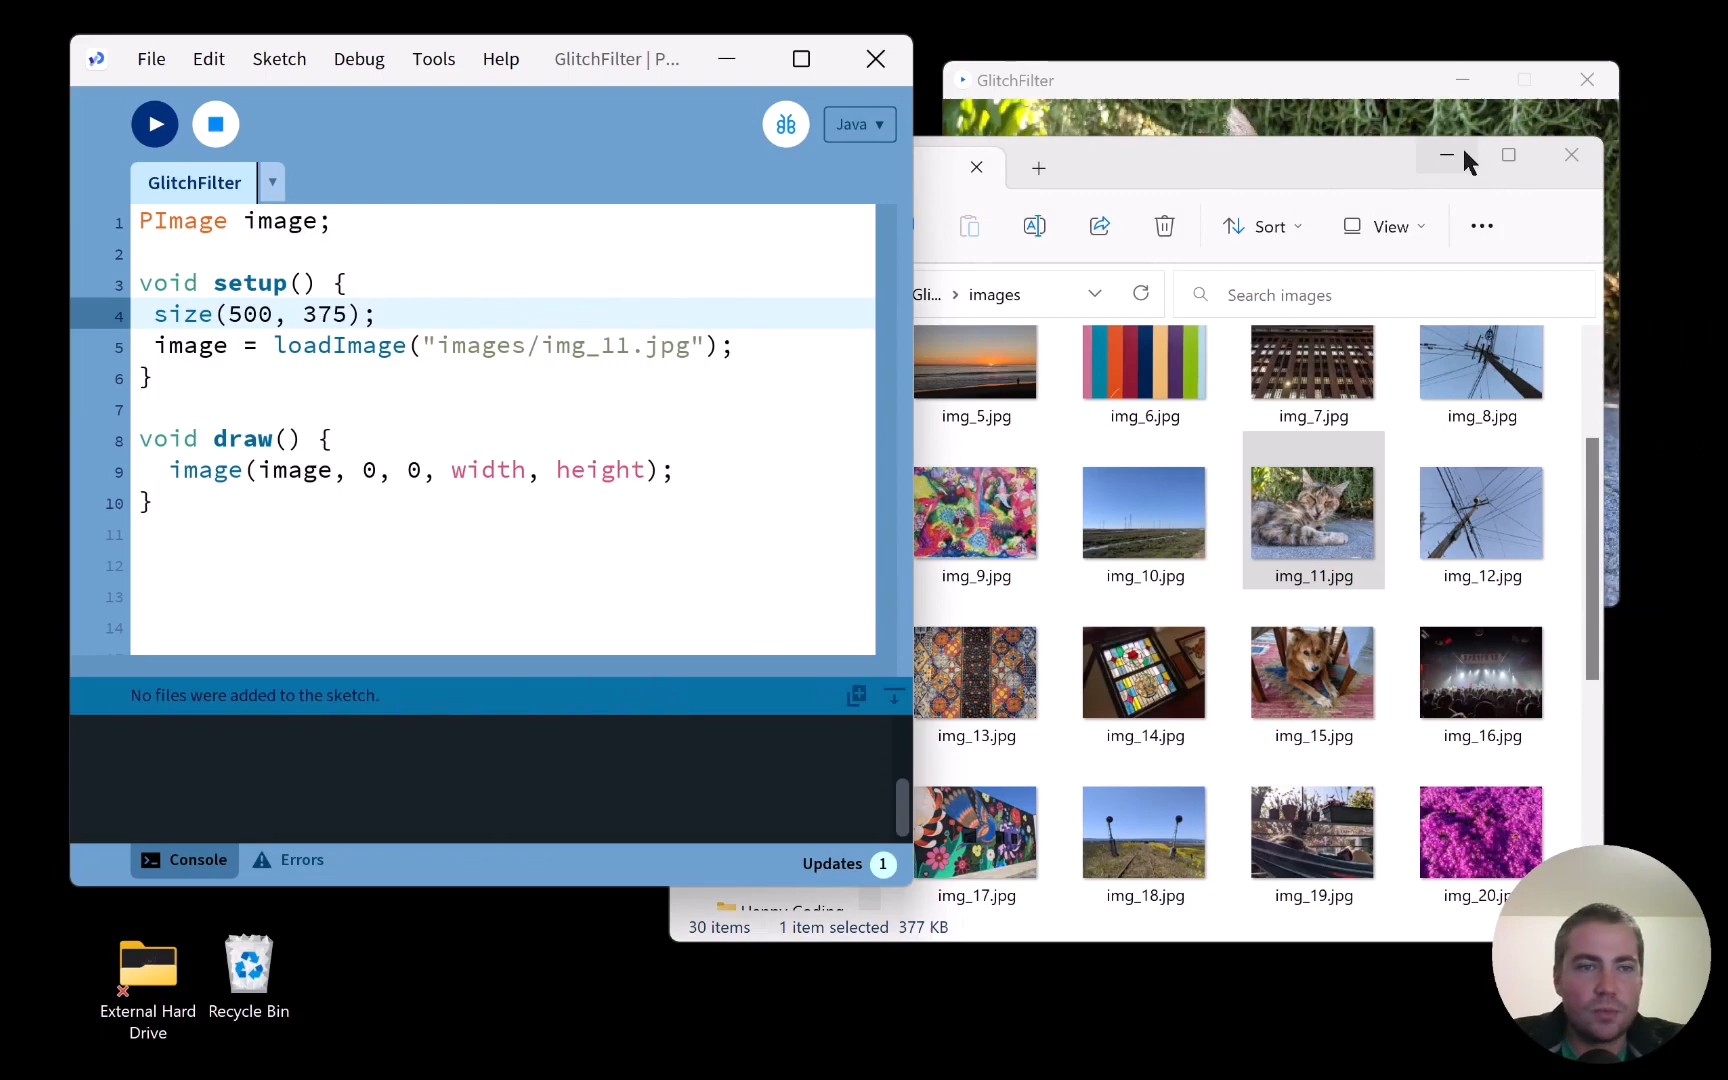 File Edit Sketch Debug Tools Help GlitchFilter | P...
GlitchFilter
Java ▾
GlitchFilter
1 PImage image;
2
3 void setup() {
4 size(500, 375);
5 image = loadImage("images/img_11.jpg");
6 }
7
8 void draw() {
9 image(image, 0, 0, width, height);
10 }
11
12
13
14
No files were added to the sketch.
Console Errors
Updates 1
Sort View
Gli... > images
Search images
img_5.jpg img_6.jpg img_7.jpg img_8.jpg
img_9.jpg img_10.jpg img_11.jpg img_12.jpg
img_13.jpg img_14.jpg img_15.jpg img_16.jpg
img_17.jpg img_18.jpg img_19.jpg img_20.jp
30 items 1 item selected 377 KB
External Hard
Drive
Recycle Bin